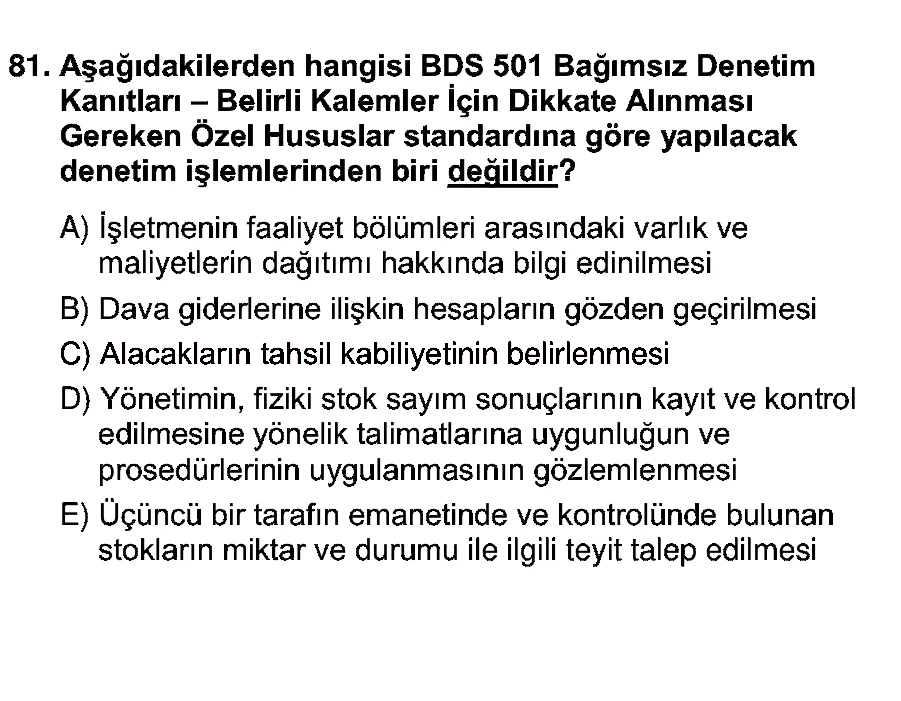 81. Aşağıdakilerden hangisi BDS 501 Bağımsız Denetim
Kanıtları – Belirli Kalemler İçin Dikkate Alınması
Gereken Özel Hususlar standardına göre yapılacak
denetim işlemlerinden biri değildir?
A) İşletmenin faaliyet bölümleri arasındaki varlık ve
maliyetlerin dağıtımı hakkında bilgi edinilmesi
B) Dava giderlerine ilişkin hesapların gözden geçirilmesi
C) Alacakların tahsil kabiliyetinin belirlenmesi
D) Yönetimin, fiziki stok sayım sonuçlarının kayıt ve kontrol
edilmesine yönelik talimatlarına uygunluğun ve
prosedürlerinin uygulanmasının gözlemlenmesi
E) Üçüncü bir tarafın emanetinde ve kontrolünde bulunan
stokların miktar ve durumu ile ilgili teyit talep edilmesi